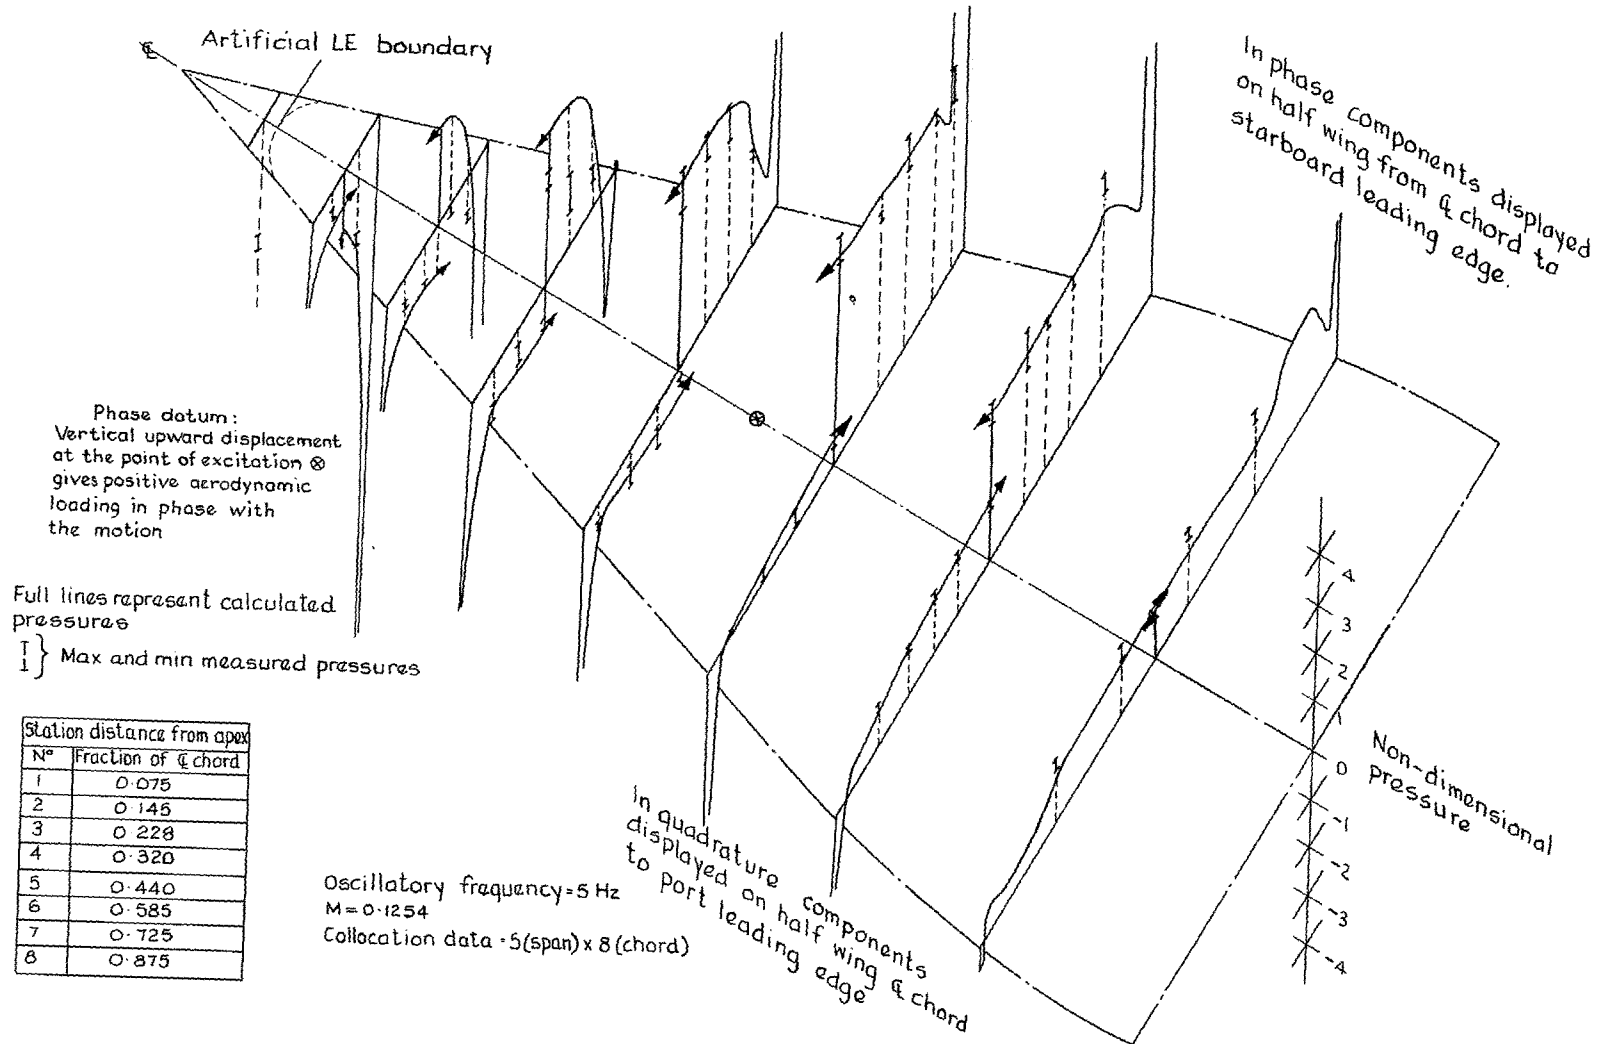 ℄
Artificial LE boundary
In phase components displayed
on half wing from ℄ chord to
starboard leading edge.
Phase datum:
Vertical upward displacement
at the point of excitation ⊗
gives positive aerodynamic
loading in phase with
the motion
Full lines represent calculated
pressures
Max and min measured pressures
Station distance from apex
Nº Fraction of ℄ chord
1 0·075
2 0·145
3 0·228
4 0·320
5 0·440
6 0·585
7 0·725
8 0·875
Oscillatory frequency = 5 Hz
M = 0·1254
Collocation data · 5(span) x 8 (chord)
In quadrature components
displayed on half wing ℄ chord
to port leading edge
4
3
2
1
0
-1
-2
-3
-4
Non-dimensional
pressure